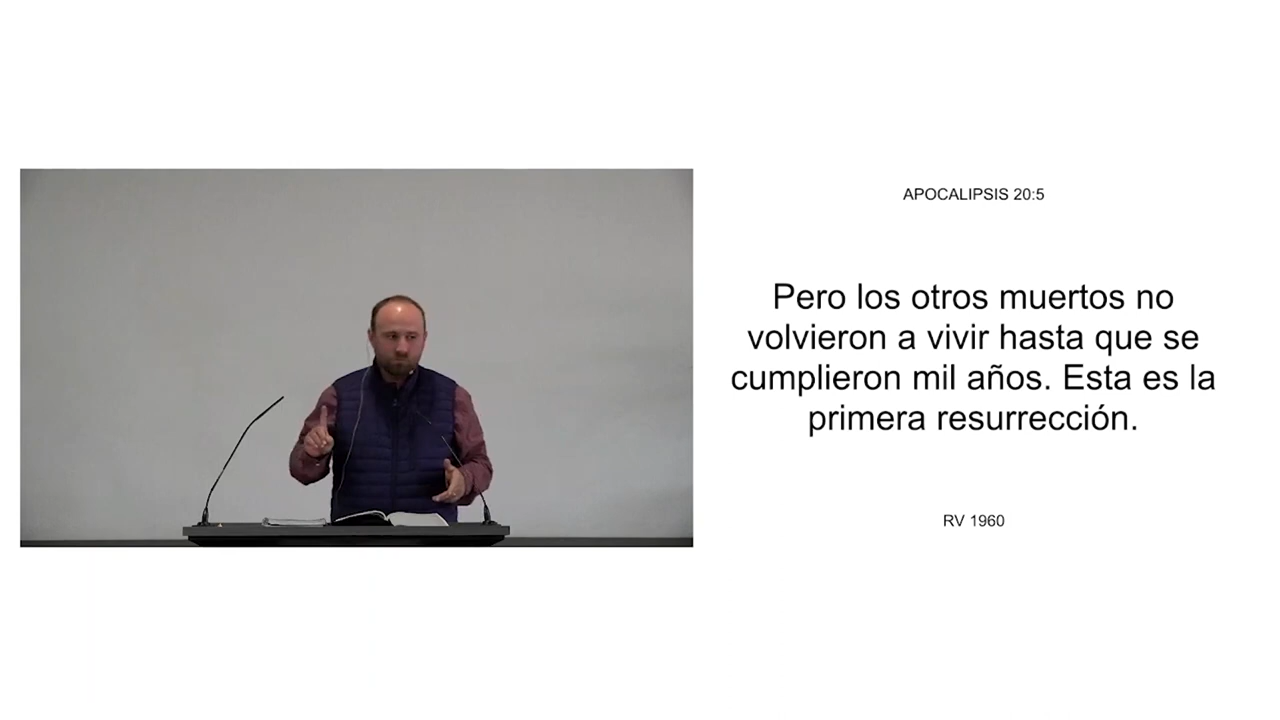 APOCALIPSIS 20:5
Pero los otros muertos no
volvieron a vivir hasta que se
cumplieron mil años. Esta es la
primera resurrección.
RV 1960